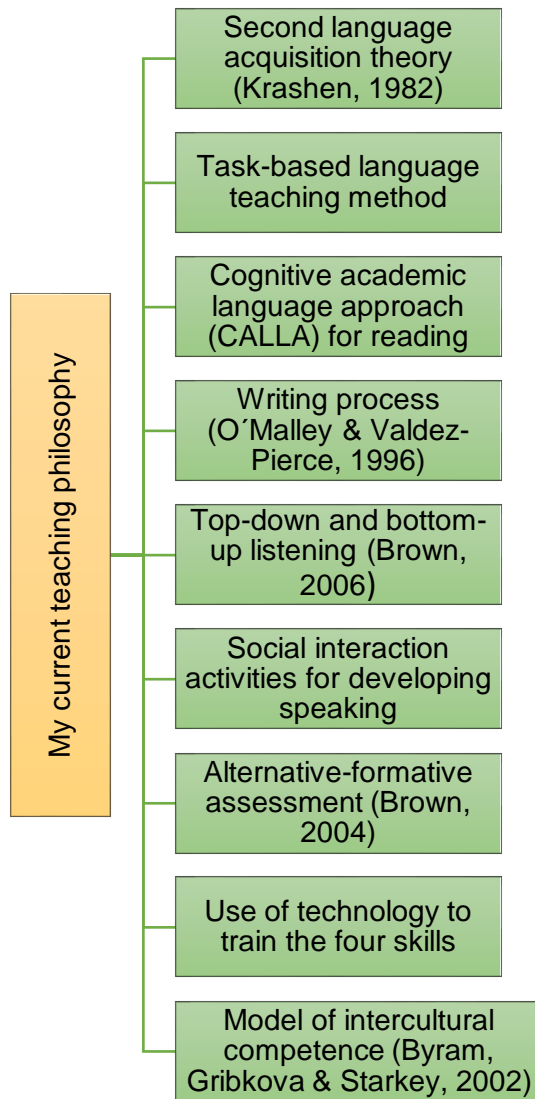 My current teaching philosophy
Second language
acquisition theory
(Krashen, 1982)
Task-based language
teaching method
Cognitive academic
language approach
(CALLA) for reading
Writing process
(O´Malley & Valdez-
Pierce, 1996)
Top-down and bottom-
up listening (Brown,
2006)
Social interaction
activities for developing
speaking
Alternative-formative
assessment (Brown,
2004)
Use of technology to
train the four skills
Model of intercultural
competence (Byram,
Gribkova & Starkey, 2002)